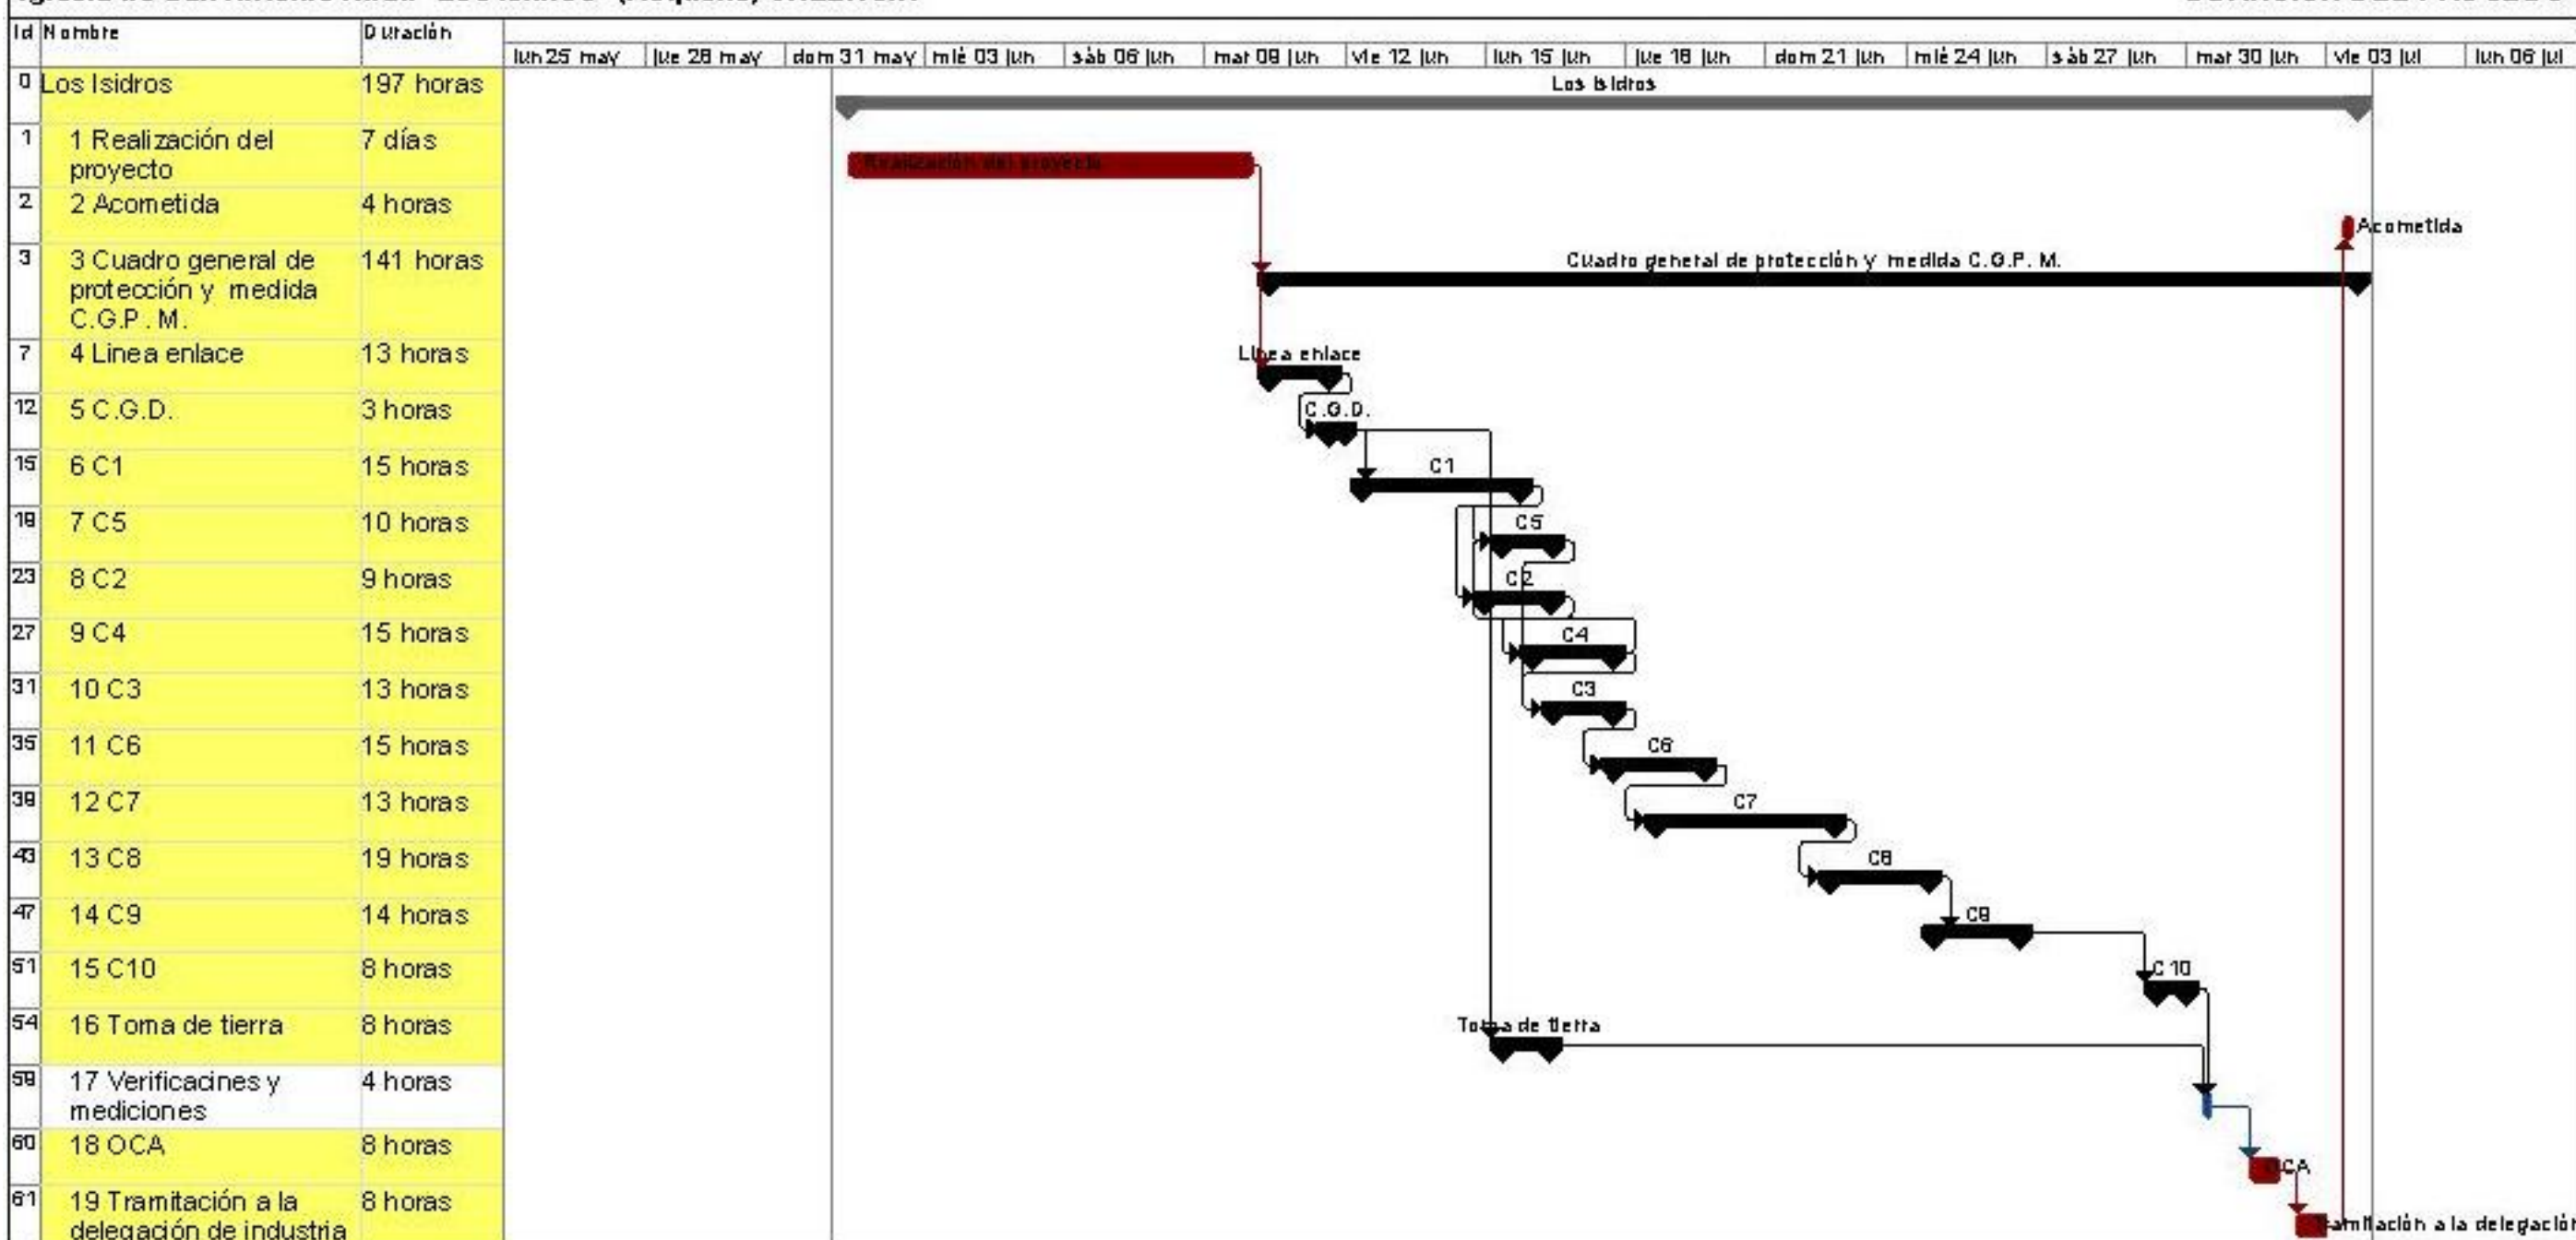 Id Nombre Duración
lun 25 may jue 28 may dom 31 may mié 03 jun sáb 06 jun mar 09 jun vie 12 jun lun 15 jun jue 18 jun dom 21 jun mié 24 jun sáb 27 jun mar 30 jun vie 03 jul lun 06 jul
0 Los Isidros 197 horas
Los Isidros
1 1 Realización del proyecto 7 días
Realización del proyecto
2 2 Acometida 4 horas
Acometida
3 3 Cuadro general de protección y medida C.G.P. M. 141 horas
Cuadro general de protección y medida C.G.P. M.
7 4 Linea enlace 13 horas
Linea enlace
12 5 C.G.D. 3 horas
C.G.D.
15 6 C1 15 horas
C1
19 7 C5 10 horas
C5
23 8 C2 9 horas
C2
27 9 C4 15 horas
C4
31 10 C3 13 horas
C3
35 11 C6 15 horas
C6
39 12 C7 13 horas
C7
43 13 C8 19 horas
C8
47 14 C9 14 horas
C9
51 15 C10 8 horas
C10
54 16 Toma de tierra 8 horas
Toma de tierra
59 17 Verificacines y mediciones 4 horas
60 18 OCA 8 horas
OCA
61 19 Tramitación a la delegación de industria 8 horas
Tramitación a la delegación